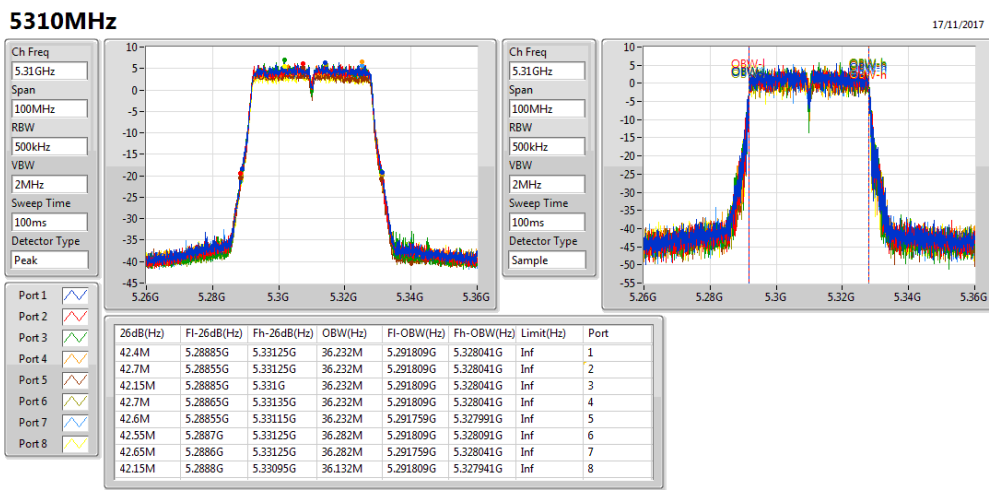 5310MHz
17/11/2017
Ch Freq
5.31GHz
Span
100MHz
RBW
500kHz
VBW
2MHz
Sweep Time
100ms
Detector Type
Peak
10
5
0
-5
-10
-15
-20
-25
-30
-35
-40
-45
5.26G 5.28G 5.3G 5.32G 5.34G 5.36G
Ch Freq
5.31GHz
Span
100MHz
RBW
500kHz
VBW
2MHz
Sweep Time
100ms
Detector Type
Sample
10
5
0
-5
-10
-15
-20
-25
-30
-35
-40
-45
-50
-55
OBW-l OBW-h
5.26G 5.28G 5.3G 5.32G 5.34G 5.36G
Port 1
Port 2
Port 3
Port 4
Port 5
Port 6
Port 7
Port 8
26dB(Hz) Fl-26dB(Hz) Fh-26dB(Hz) OBW(Hz) Fl-OBW(Hz) Fh-OBW(Hz) Limit(Hz) Port
42.4M 5.28885G 5.33125G 36.232M 5.291809G 5.328041G Inf 1
42.7M 5.28855G 5.33125G 36.232M 5.291809G 5.328041G Inf 2
42.15M 5.28885G 5.331G 36.232M 5.291809G 5.328041G Inf 3
42.7M 5.28865G 5.33135G 36.232M 5.291809G 5.328041G Inf 4
42.6M 5.28855G 5.33115G 36.232M 5.291759G 5.327991G Inf 5
42.55M 5.2887G 5.33125G 36.282M 5.291809G 5.328091G Inf 6
42.65M 5.2886G 5.33125G 36.282M 5.291759G 5.328041G Inf 7
42.15M 5.2888G 5.33095G 36.132M 5.291809G 5.327941G Inf 8